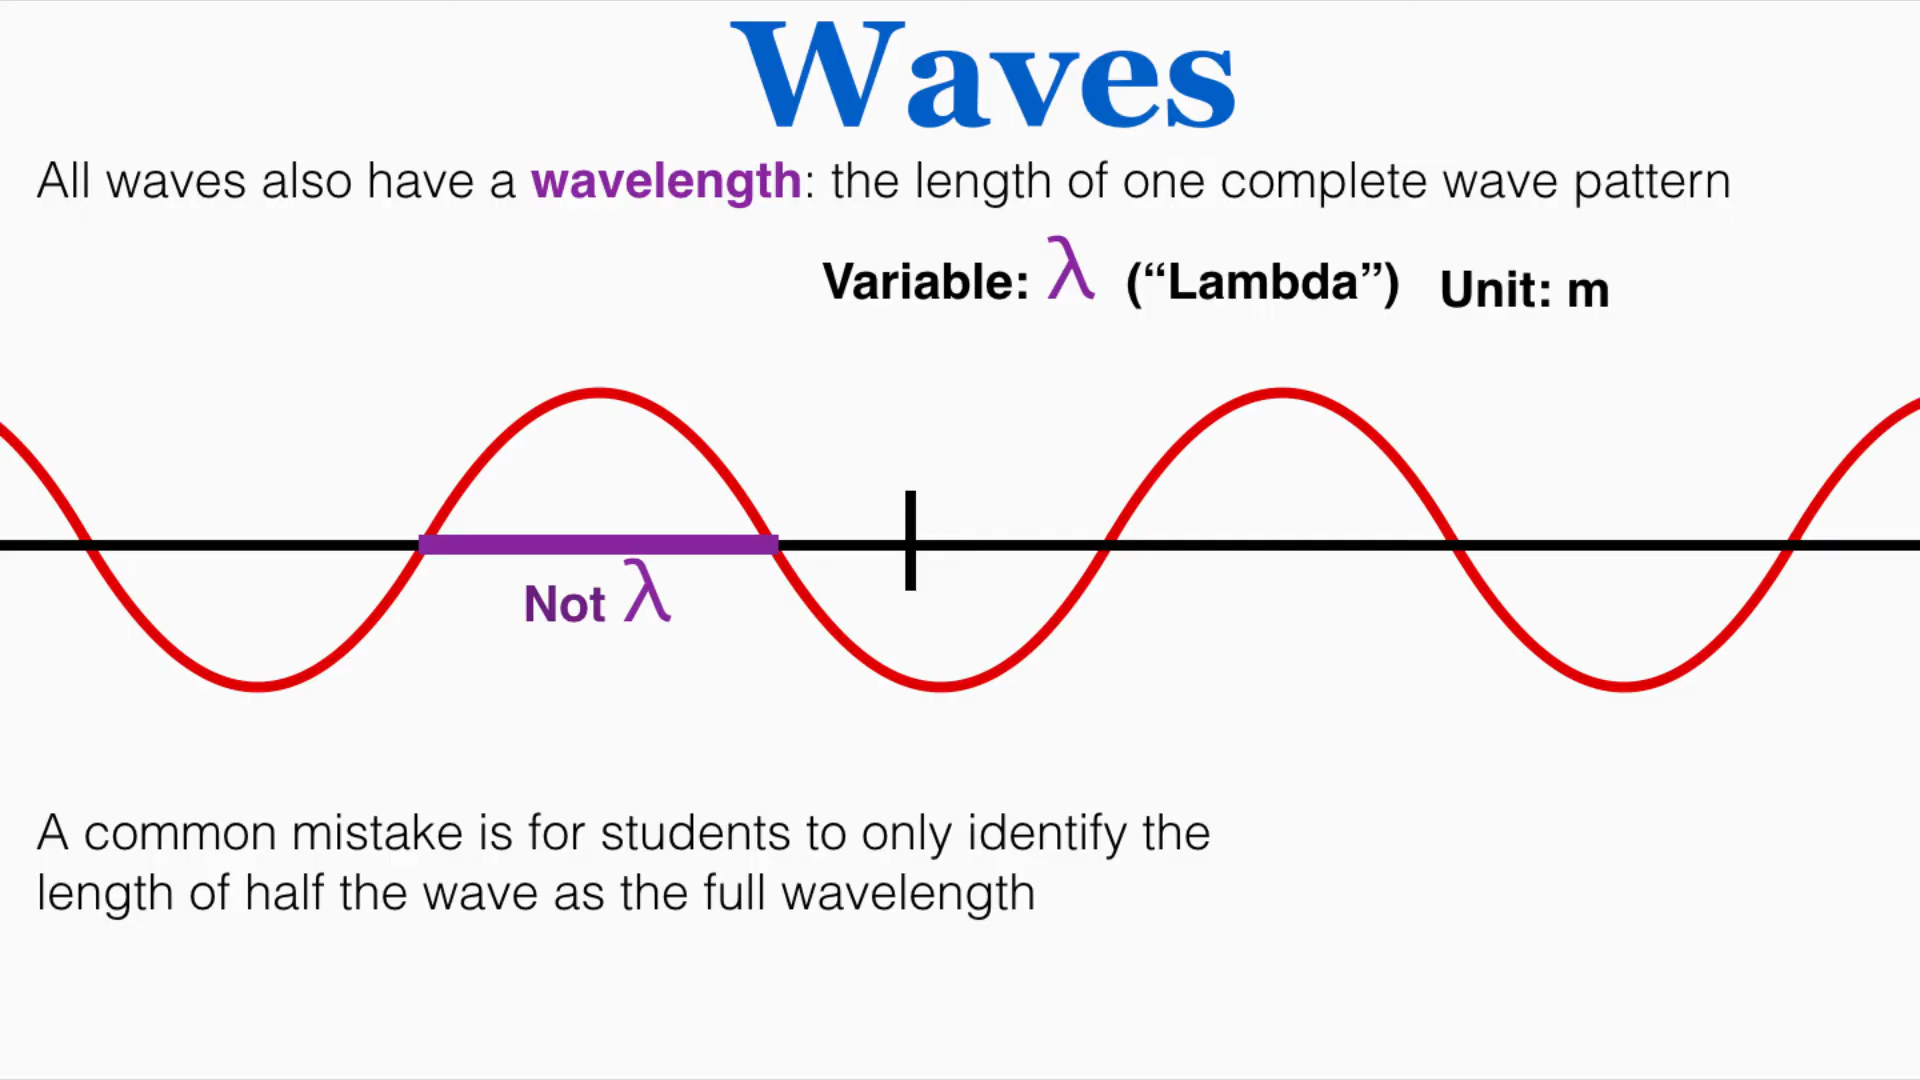 Waves
All waves also have a wavelength: the length of one complete wave pattern
Variable: λ (“Lambda”) Unit: m
Not λ
A common mistake is for students to only identify the
length of half the wave as the full wavelength